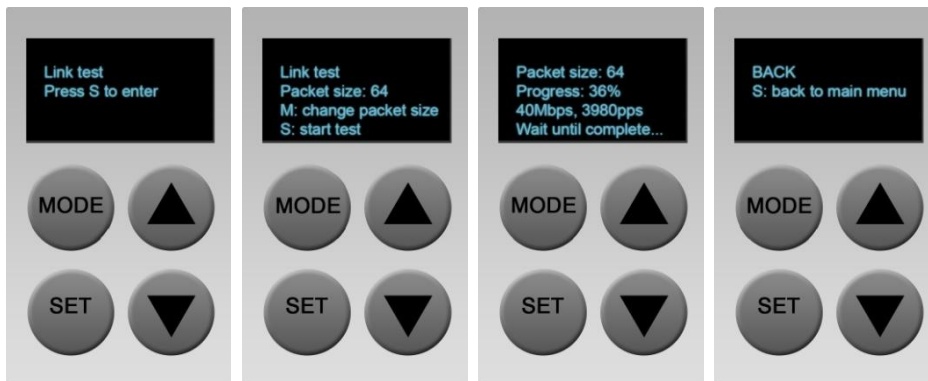 Link test
Press S to enter
MODE
SET
Link test
Packet size: 64
M: change packet size
S: start test
MODE
SET
Packet size: 64
Progress: 36%
40Mbps, 3980pps
Wait until complete...
MODE
SET
BACK
S: back to main menu
MODE
SET